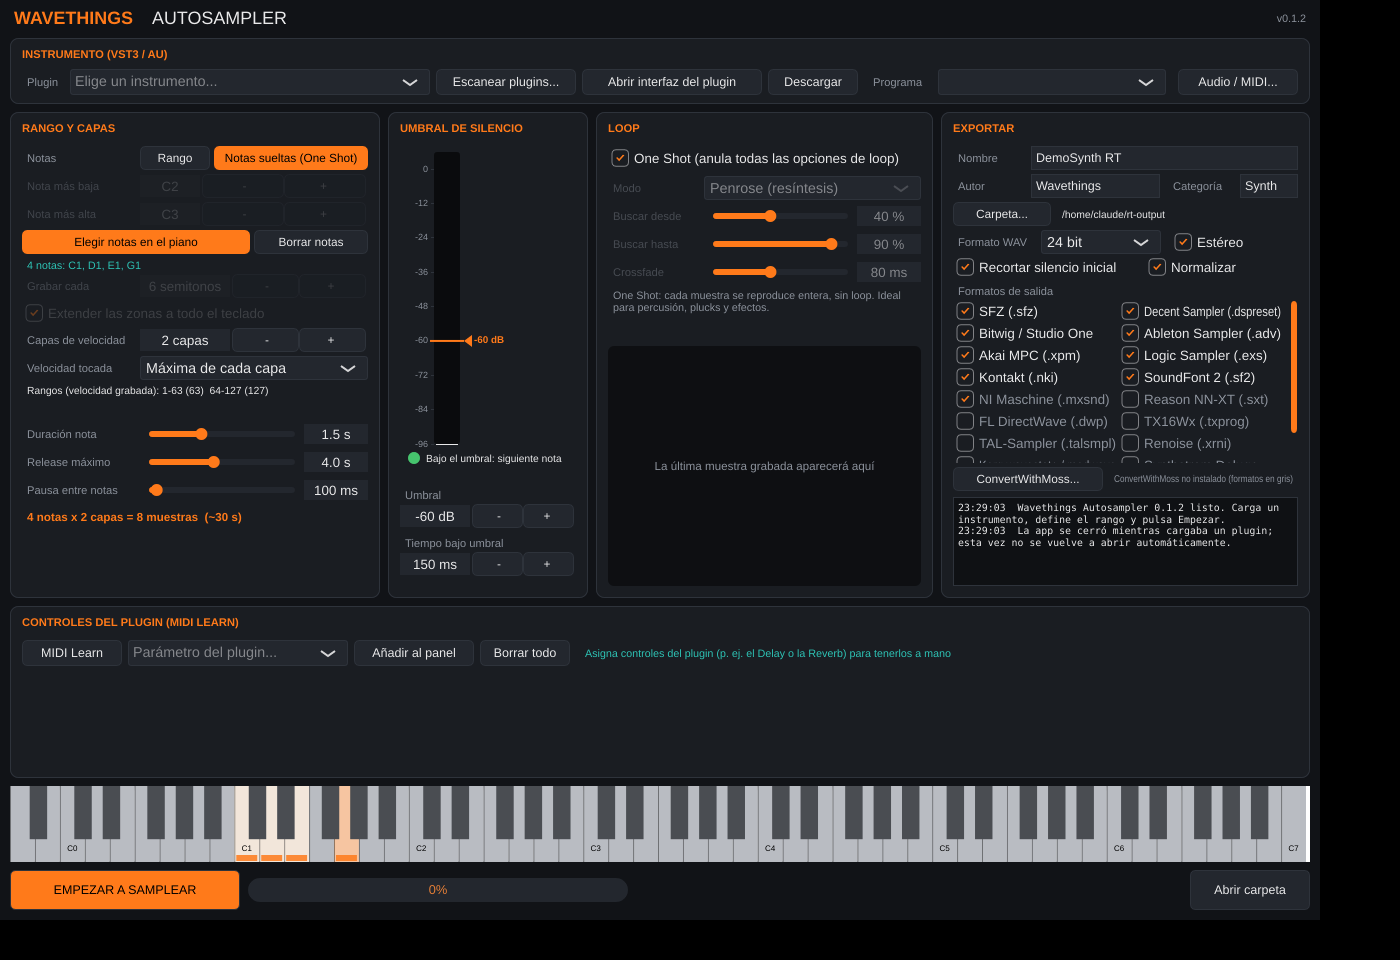 WAVETHINGS AUTOSAMPLER
v0.1.2
INSTRUMENTO (VST3 / AU)
Plugin Elige un instrumento... Escanear plugins... Abrir interfaz del plugin Descargar Programa Audio / MIDI...
RANGO Y CAPAS
Notas Rango Notas sueltas (One Shot)
Nota más baja C2 - +
Nota más alta C3 - +
Elegir notas en el piano Borrar notas
4 notas: C1, D1, E1, G1
Grabar cada 6 semitonos - +
Extender las zonas a todo el teclado
Capas de velocidad 2 capas - +
Velocidad tocada Máxima de cada capa
Rangos (velocidad grabada): 1-63 (63) 64-127 (127)
Duración nota 1.5 s
Release máximo 4.0 s
Pausa entre notas 100 ms
4 notas x 2 capas = 8 muestras (~30 s)
UMBRAL DE SILENCIO
0
-12
-24
-36
-48
-60 -60 dB
-72
-84
-96
Bajo el umbral: siguiente nota
Umbral
-60 dB - +
Tiempo bajo umbral
150 ms - +
LOOP
One Shot (anula todas las opciones de loop)
Modo Penrose (resíntesis)
Buscar desde 40 %
Buscar hasta 90 %
Crossfade 80 ms
One Shot: cada muestra se reproduce entera, sin loop. Ideal
para percusión, plucks y efectos.
La última muestra grabada aparecerá aquí
EXPORTAR
Nombre DemoSynth RT
Autor Wavethings Categoría Synth
Carpeta... /home/claude/rt-output
Formato WAV 24 bit Estéreo
Recortar silencio inicial Normalizar
Formatos de salida
SFZ (.sfz) Decent Sampler (.dspreset)
Bitwig / Studio One Ableton Sampler (.adv)
Akai MPC (.xpm) Logic Sampler (.exs)
Kontakt (.nki) SoundFont 2 (.sf2)
NI Maschine (.mxsnd) Reason NN-XT (.sxt)
FL DirectWave (.dwp) TX16Wx (.txprog)
TAL-Sampler (.talsmpl) Renoise (.xrni)
ConvertWithMoss... ConvertWithMoss no instalado (formatos en gris)
23:29:03 Wavethings Autosampler 0.1.2 listo. Carga un
instrumento, define el rango y pulsa Empezar.
23:29:03 La app se cerró mientras cargaba un plugin;
esta vez no se vuelve a abrir automáticamente.
CONTROLES DEL PLUGIN (MIDI LEARN)
MIDI Learn Parámetro del plugin... Añadir al panel Borrar todo Asigna controles del plugin (p. ej. el Delay o la Reverb) para tenerlos a mano
C0 C1 C2 C3 C4 C5 C6 C7
EMPEZAR A SAMPLEAR 0% Abrir carpeta